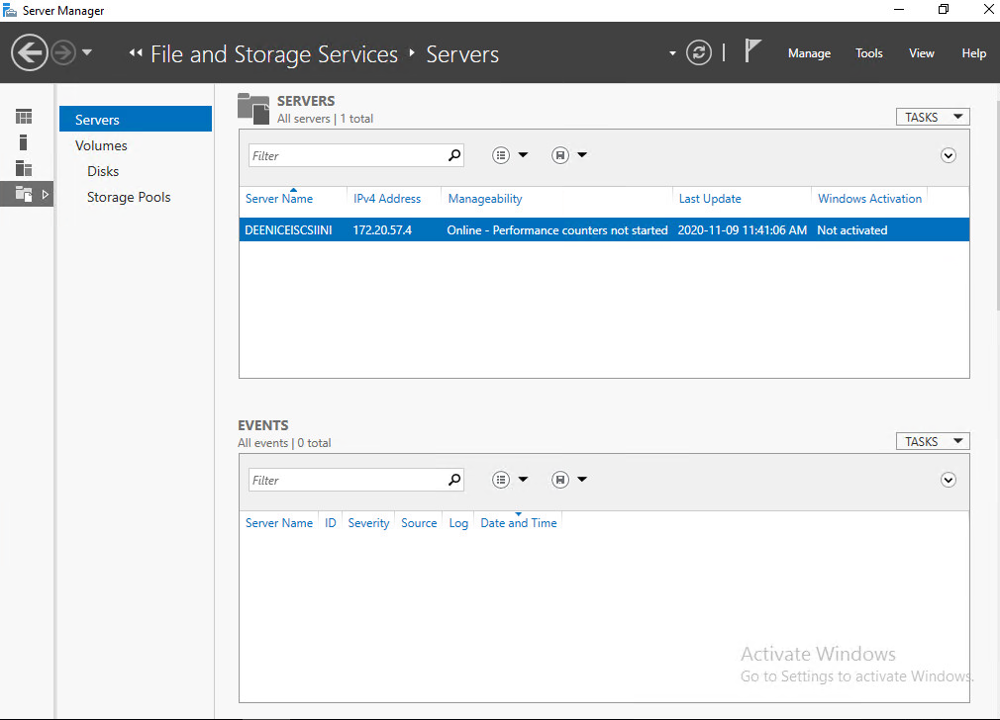 Server Manager
File and Storage Services Servers
Manage Tools View Help
Servers
Volumes
Disks
Storage Pools
SERVERS
All servers | 1 total
TASKS
Filter
Server Name IPv4 Address Manageability Last Update Windows Activation
DEENICEISCSIINI 172.20.57.4 Online - Performance counters not started 2020-11-09 11:41:06 AM Not activated
EVENTS
All events | 0 total
TASKS
Filter
Server Name ID Severity Source Log Date and Time
Activate Windows
Go to Settings to activate Windows.